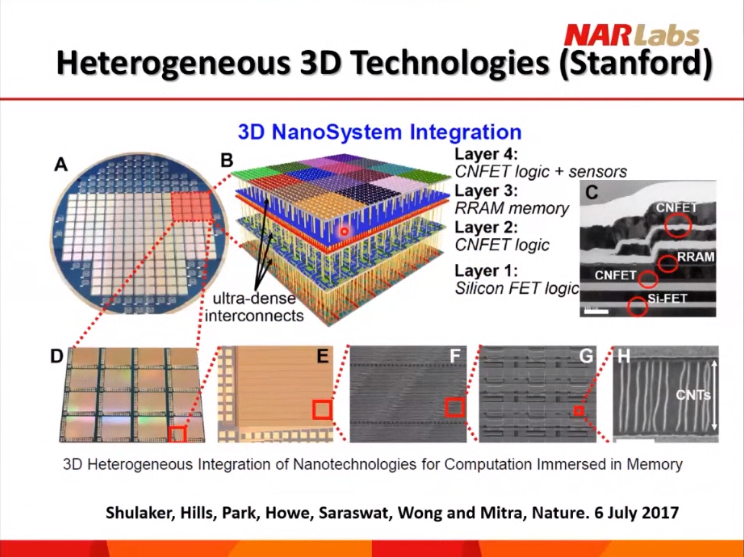 NARLabs
Heterogeneous 3D Technologies (Stanford)
3D NanoSystem Integration
A
B
Layer 4:
CNFET logic + sensors
Layer 3:
RRAM memory
Layer 2:
CNFET logic
Layer 1:
Silicon FET logic
ultra-dense
interconnects
C
CNFET
RRAM
CNFET
Si-FET
D
E
F
G
H
CNTs
3D Heterogeneous Integration of Nanotechnologies for Computation Immersed in Memory
Shulaker, Hills, Park, Howe, Saraswat, Wong and Mitra, Nature. 6 July 2017